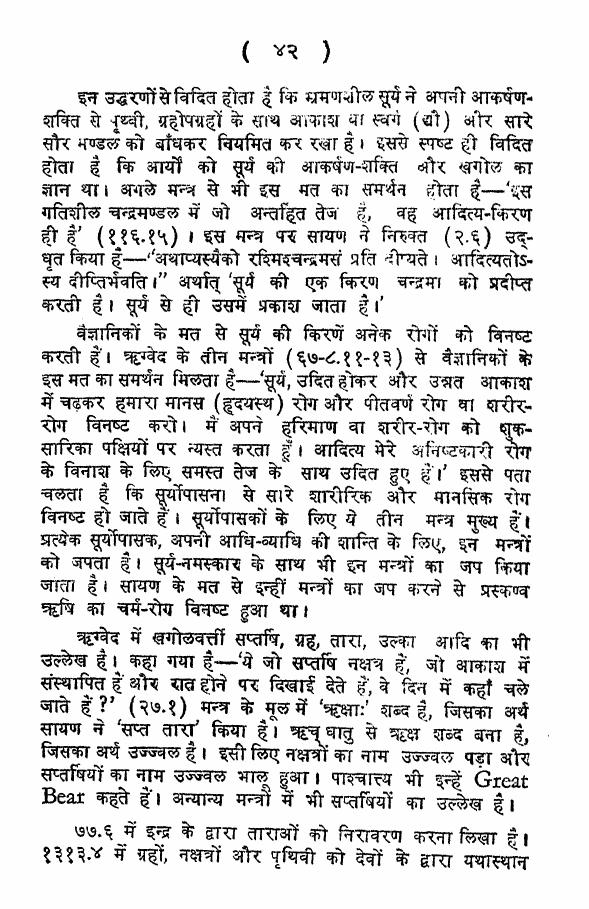 ( ४२ )
इन उद्धरणों से विदित होता है कि भ्रमणशील सूर्य ने अपनी आकर्षण-
शक्ति से पृथ्वी, ग्रहोपग्रहों के साथ आकाश वा स्वर्ग (द्यौ) और सारे
सौर मण्डल को बाँधकर नियमित कर रखा है। इससे स्पष्ट ही विदित
होता है कि आर्यों को सूर्य की आकर्षण-शक्ति और खगोल का
ज्ञान था। अगले मन्त्र से भी इस मत का समर्थन होता है—‘इस
गतिशील चन्द्रमण्डल में जो अन्तर्हित तेज है, वह आदित्य-किरण
ही है’ (११६.१५)। इस मन्त्र पर सायण ने निरुक्त (२.६) उद्-
धृत किया है—“अथाप्यस्यैको रश्मिश्चन्द्रमसं प्रति दीप्यते। आदित्यतोऽ-
स्य दीप्तिर्भवति।” अर्थात् ‘सूर्य की एक किरण चन्द्रमा को प्रदीप्त
करती है। सूर्य से ही उसमें प्रकाश जाता है।’
वैज्ञानिकों के मत से सूर्य की किरणें अनेक रोगों को विनष्ट
करती हैं। ऋग्वेद के तीन मन्त्रों (६७-८.११-१३) से वैज्ञानिकों के
इस मत का समर्थन मिलता है—‘सूर्य, उदित होकर और उन्नत आकाश
में चढ़कर हमारा मानस (हृदयस्थ) रोग और पीतवर्ण रोग वा शरीर-
रोग विनष्ट करो। मैं अपने हरिमाण वा शरीर-रोग को शुक-
सारिका पक्षियों पर न्यस्त करता हूँ। आदित्य मेरे अनिष्टकारी रोग
के विनाश के लिए समस्त तेज के साथ उदित हुए हैं।’ इससे पता
चलता है कि सूर्योपासना से सारे शारीरिक और मानसिक रोग
विनष्ट हो जाते हैं। सूर्योपासकों के लिए ये तीन मन्त्र मुख्य हैं।
प्रत्येक सूर्योपासक, अपनी आधि-व्याधि की शान्ति के लिए, इन मन्त्रों
को जपता है। सूर्य-नमस्कार के साथ भी इन मन्त्रों का जप किया
जाता है। सायण के मत से इन्हीं मन्त्रों का जप करने से प्रस्कण्व
ऋषि का चर्म-रोग विनष्ट हुआ था।
ऋग्वेद में खगोलवर्त्ती सप्तर्षि, ग्रह, तारा, उल्का आदि का भी
उल्लेख है। कहा गया है—‘ये जो सप्तर्षि नक्षत्र हैं, जो आकाश में
संस्थापित हैं और रात होने पर दिखाई देते हैं, वे दिन में कहाँ चले
जाते हैं?’ (२७.१) मन्त्र के मूल में ‘ऋक्षाः’ शब्द है, जिसका अर्थ
सायण ने ‘सप्त तारा’ किया है। ऋच् धातु से ऋक्ष शब्द बना है,
जिसका अर्थ उज्ज्वल है। इसी लिए नक्षत्रों का नाम उज्ज्वल पड़ा और
सप्तर्षियों का नाम उज्ज्वल भालू हुआ। पाश्चात्त्य भी इन्हें Great
Bear कहते हैं। अन्यान्य मन्त्रों में भी सप्तर्षियों का उल्लेख है।
७७.६ में इन्द्र के द्वारा ताराओं को निरावरण करना लिखा है।
१३१३.४ में ग्रहों, नक्षत्रों और पृथिवी को देवों के द्वारा यथास्थान